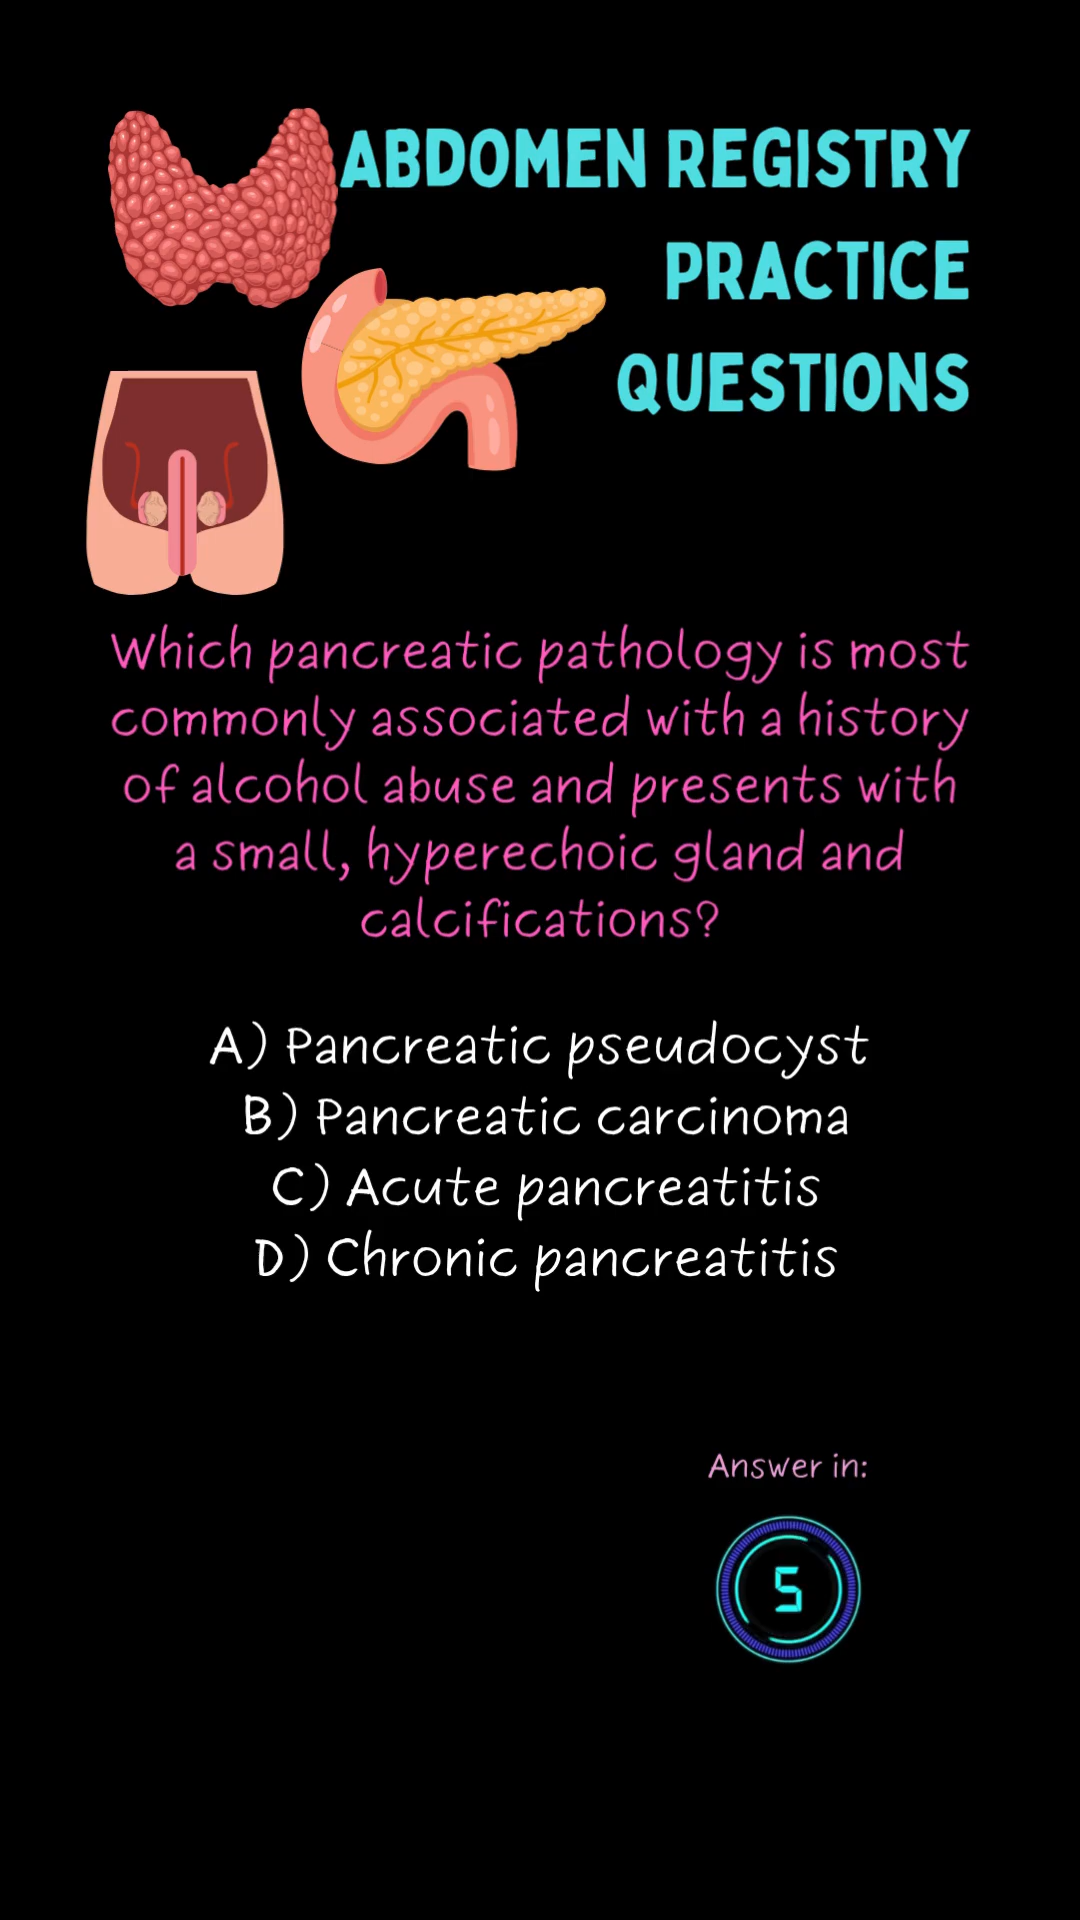 ABDOMEN REGISTRY
PRACTICE
QUESTIONS
Which pancreatic pathology is most
commonly associated with a history
of alcohol abuse and presents with
a small, hyperechoic gland and
calcifications?
A) Pancreatic pseudocyst
B) Pancreatic carcinoma
C) Acute pancreatitis
D) Chronic pancreatitis
Answer in:
5